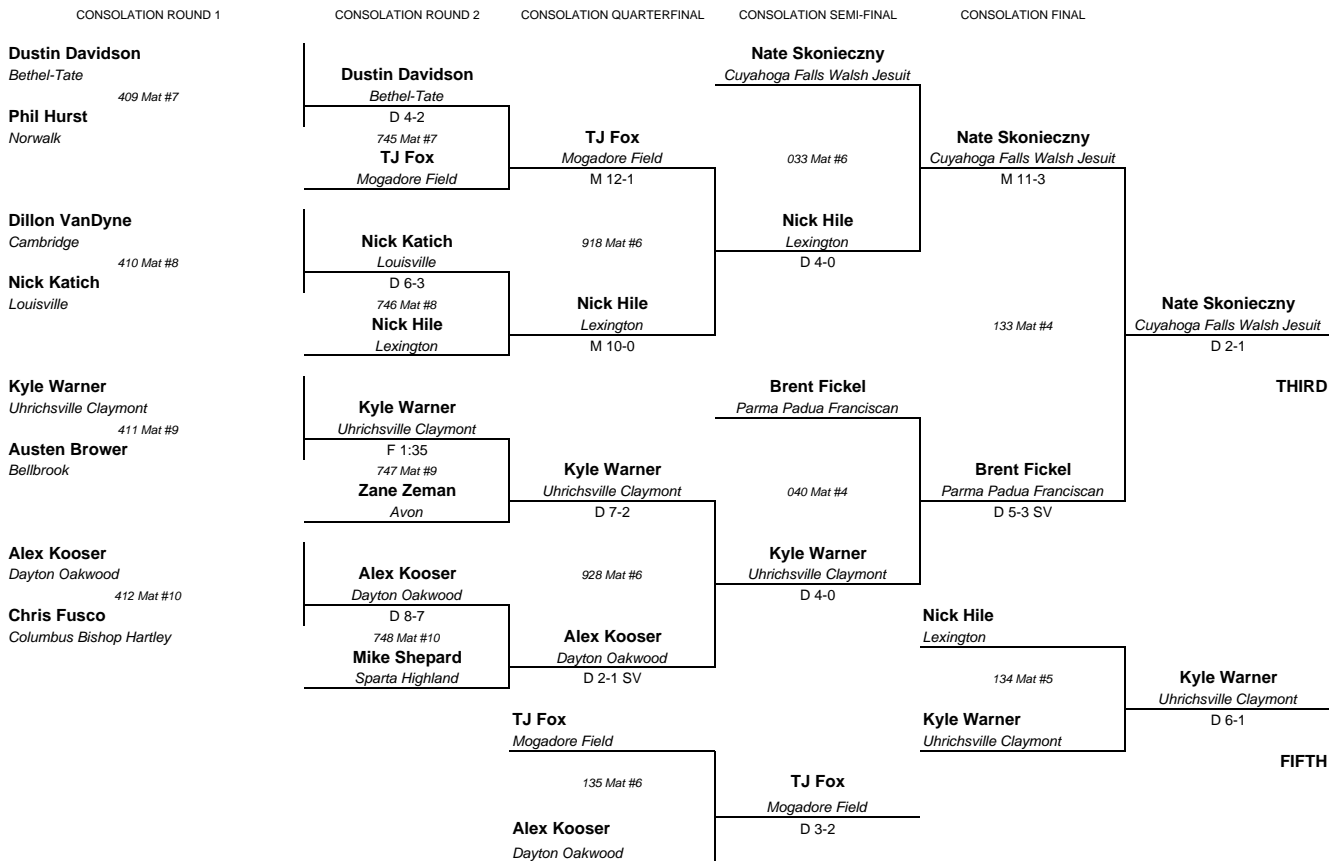 CONSOLATION ROUND 1
CONSOLATION ROUND 2
CONSOLATION QUARTERFINAL
CONSOLATION SEMI-FINAL
CONSOLATION FINAL
Dustin Davidson
Bethel-Tate
409 Mat #7
Phil Hurst
Norwalk
Dillon VanDyne
Cambridge
410 Mat #8
Nick Katich
Louisville
Kyle Warner
Uhrichsville Claymont
411 Mat #9
Austen Brower
Bellbrook
Alex Kooser
Dayton Oakwood
412 Mat #10
Chris Fusco
Columbus Bishop Hartley
Dustin Davidson
Bethel-Tate
D 4-2
745 Mat #7
TJ Fox
Mogadore Field
Nick Katich
Louisville
D 6-3
746 Mat #8
Nick Hile
Lexington
Kyle Warner
Uhrichsville Claymont
F 1:35
747 Mat #9
Zane Zeman
Avon
Alex Kooser
Dayton Oakwood
D 8-7
748 Mat #10
Mike Shepard
Sparta Highland
TJ Fox
Mogadore Field
M 12-1
918 Mat #6
Nick Hile
Lexington
M 10-0
Kyle Warner
Uhrichsville Claymont
D 7-2
928 Mat #6
Alex Kooser
Dayton Oakwood
D 2-1 SV
TJ Fox
Mogadore Field
135 Mat #6
Alex Kooser
Dayton Oakwood
Nate Skonieczny
Cuyahoga Falls Walsh Jesuit
033 Mat #6
Nick Hile
Lexington
D 4-0
Brent Fickel
Parma Padua Franciscan
040 Mat #4
Kyle Warner
Uhrichsville Claymont
D 4-0
TJ Fox
Mogadore Field
D 3-2
Nate Skonieczny
Cuyahoga Falls Walsh Jesuit
M 11-3
133 Mat #4
Brent Fickel
Parma Padua Franciscan
D 5-3 SV
Nick Hile
Lexington
134 Mat #5
Kyle Warner
Uhrichsville Claymont
Nate Skonieczny
Cuyahoga Falls Walsh Jesuit
D 2-1
THIRD
Kyle Warner
Uhrichsville Claymont
D 6-1
FIFTH